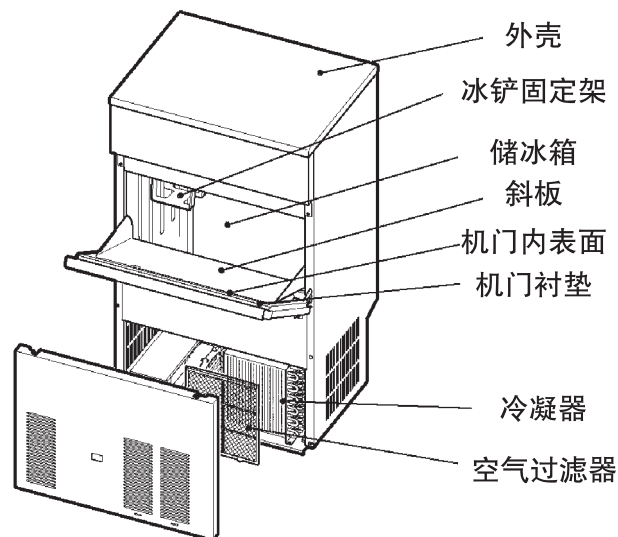 外壳
冰铲固定架
储冰箱
斜板
机门内表面
机门衬垫
冷凝器
空气过滤器